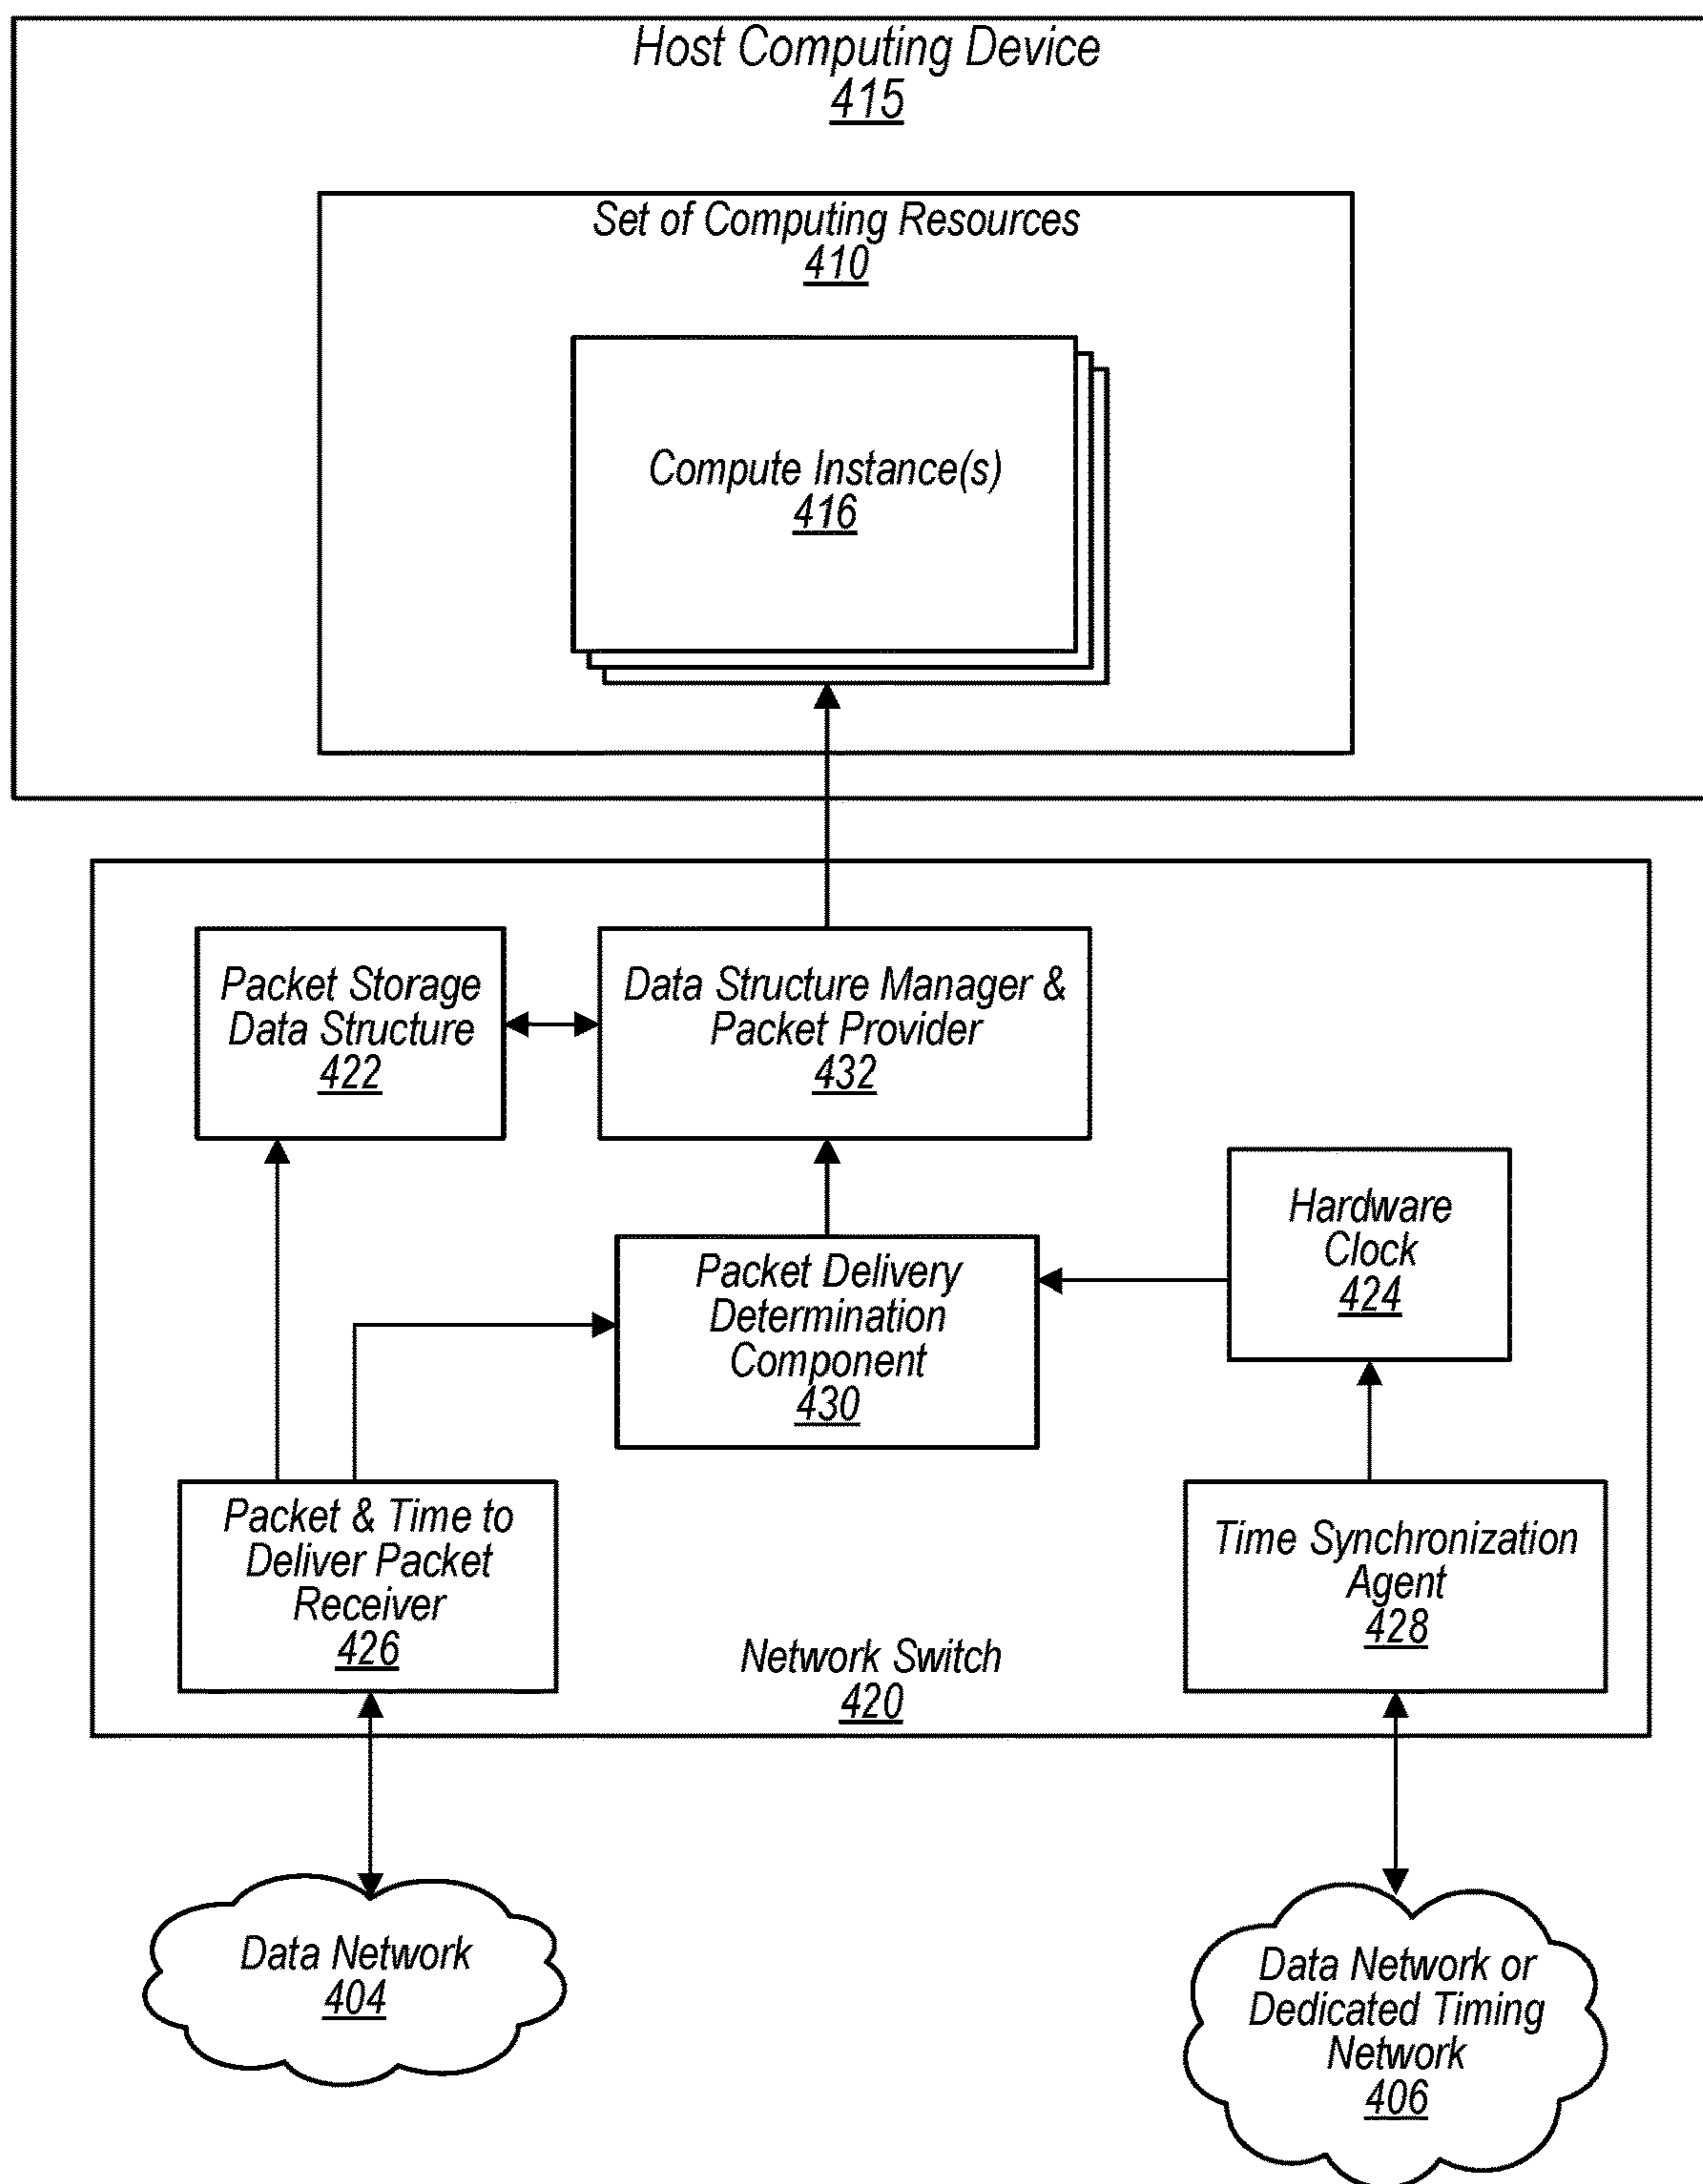 Host Computing Device
415
Set of Computing Resources
410
Compute Instance(s)
416
Packet Storage
Data Structure
422
Data Structure Manager &
Packet Provider
432
Hardware
Clock
424
Packet Delivery
Determination
Component
430
Packet & Time to
Deliver Packet
Receiver
426
Time Synchronization
Agent
428
Network Switch
420
Data Network
404
Data Network or
Dedicated Timing
Network
406